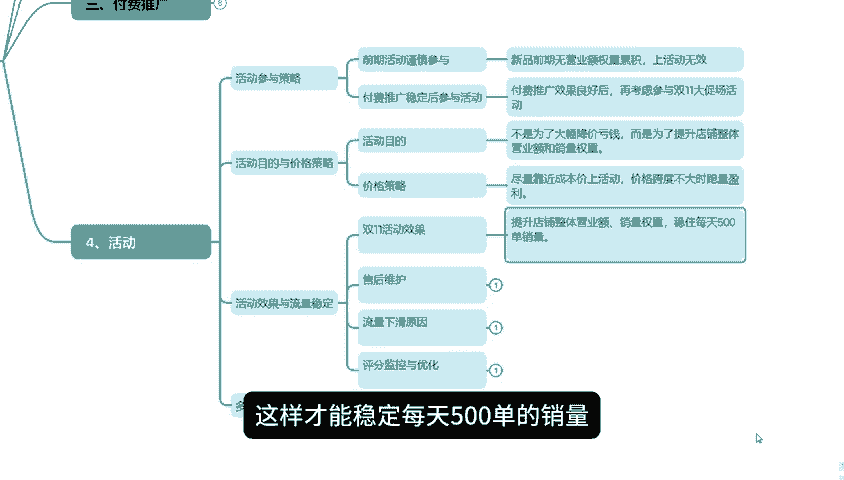 三、付费推广
6
前期活动谨慎参与
新品前期无营业额权重累积，上活动无效
活动参与策略
付费推广稳定后参与活动
付费推广效果良好后，再考虑参与双11大促场活
动
活动目的
不是为了大幅降价亏钱，而是为了提升店铺整体
营业额和销量权重。
活动目的与价格策略
价格策略
尽量靠近成本价上活动，价格跨度不大时跑量盈
利。
4、活动
双11活动效果
提升店铺整体营业额、销量权重，稳住每天500
单销量。
售后维护
1
活动效果与流量稳定
流量下滑原因
1
评分监控与优化
1
这样才能稳定每天500单的销量